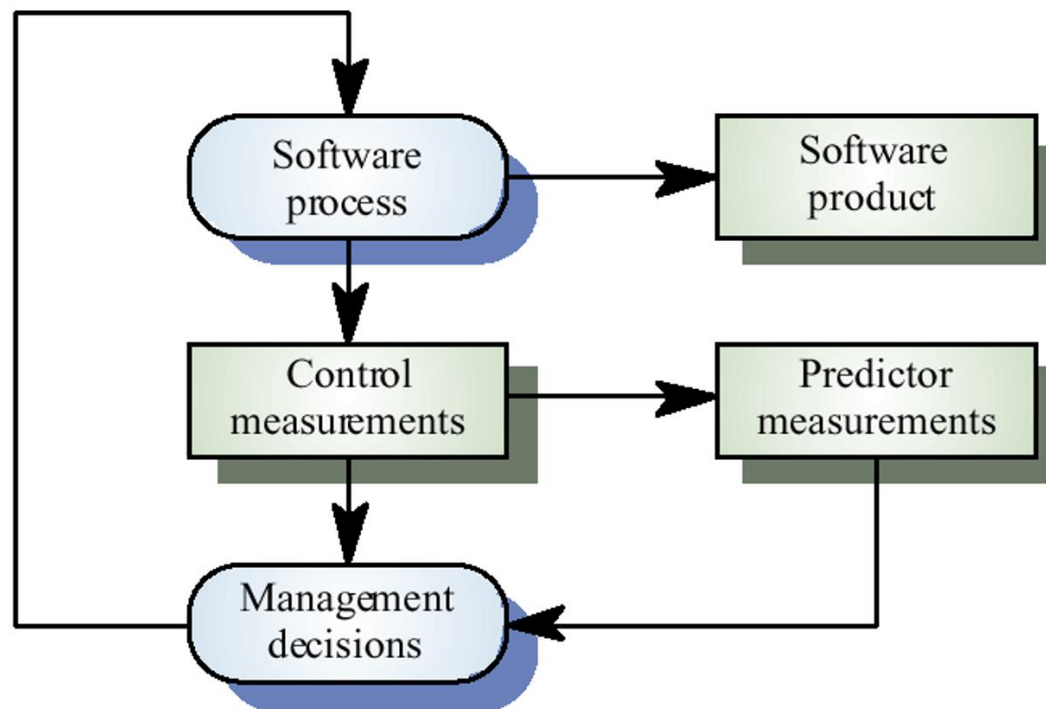 Software
process
Software
product
Control
measurements
Predictor
measurements
Management
decisions